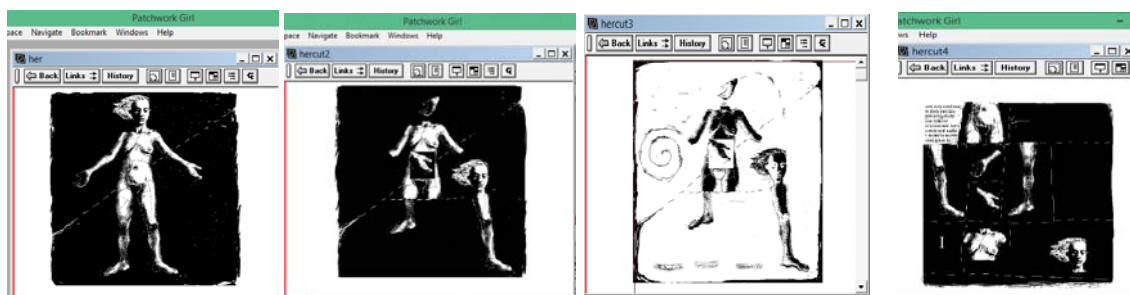 Patchwork Girl
pace Navigate Bookmark Windows Help
her
Back Links History
Patchwork Girl
pace Navigate Bookmark Windows Help
hercut2
Back Links History
hercut3
Back Links History
atchwork Girl
ws Help
hercut4
Back Links History
I